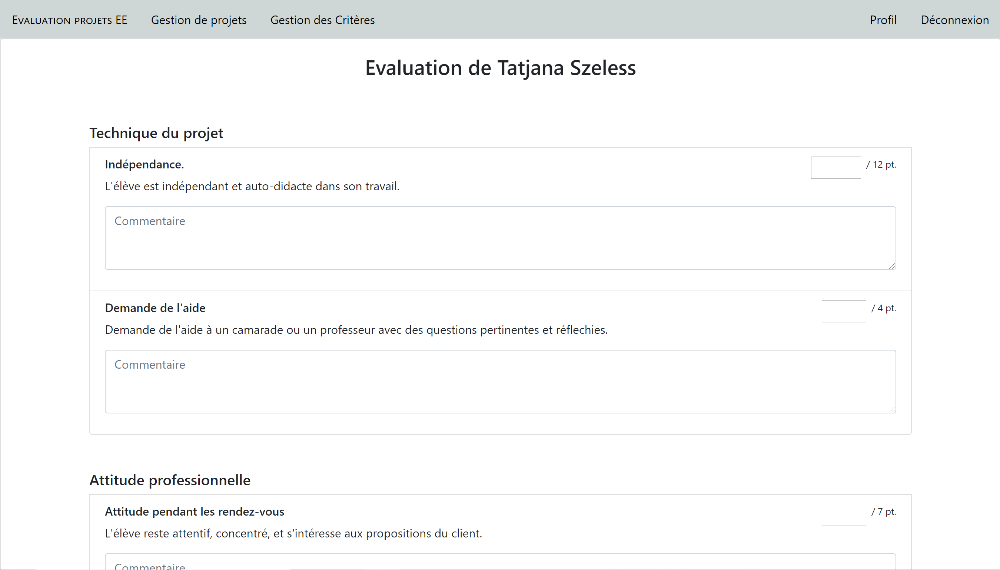 EVALUATION PROJETS EE Gestion de projets Gestion des Critères Profil Déconnexion
Evaluation de Tatjana Szeless
Technique du projet
Indépendance. / 12 pt.
L'élève est indépendant et auto-didacte dans son travail.
Commentaire
Demande de l'aide / 4 pt.
Demande de l'aide à un camarade ou un professeur avec des questions pertinentes et réflechies.
Commentaire
Attitude professionnelle
Attitude pendant les rendez-vous / 7 pt.
L'élève reste attentif, concentré, et s'intéresse aux propositions du client.
Commentaire